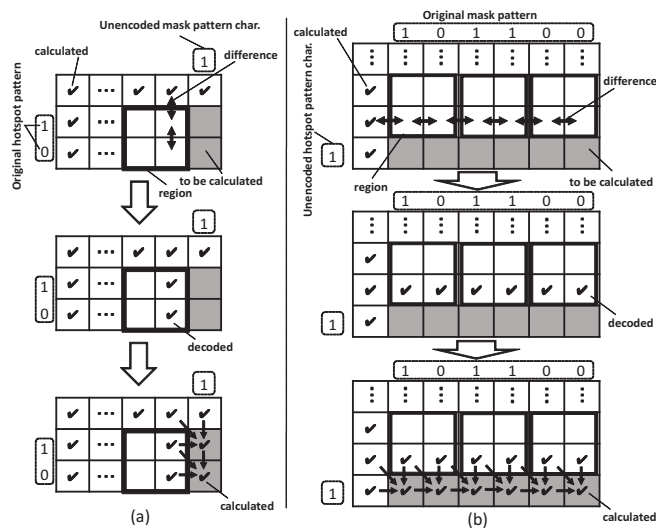 Unencoded mask pattern char.
calculated
1
difference
Original hotspot pattern
1
0
to be calculated
region
1
1
0
decoded
1
1
0
calculated
(a)
Original mask pattern
1 0 1 1 0 0
calculated
difference
Unencoded hotspot pattern char.
1
region
to be calculated
1 0 1 1 0 0
decoded
1
1 0 1 1 0 0
1
calculated
(b)